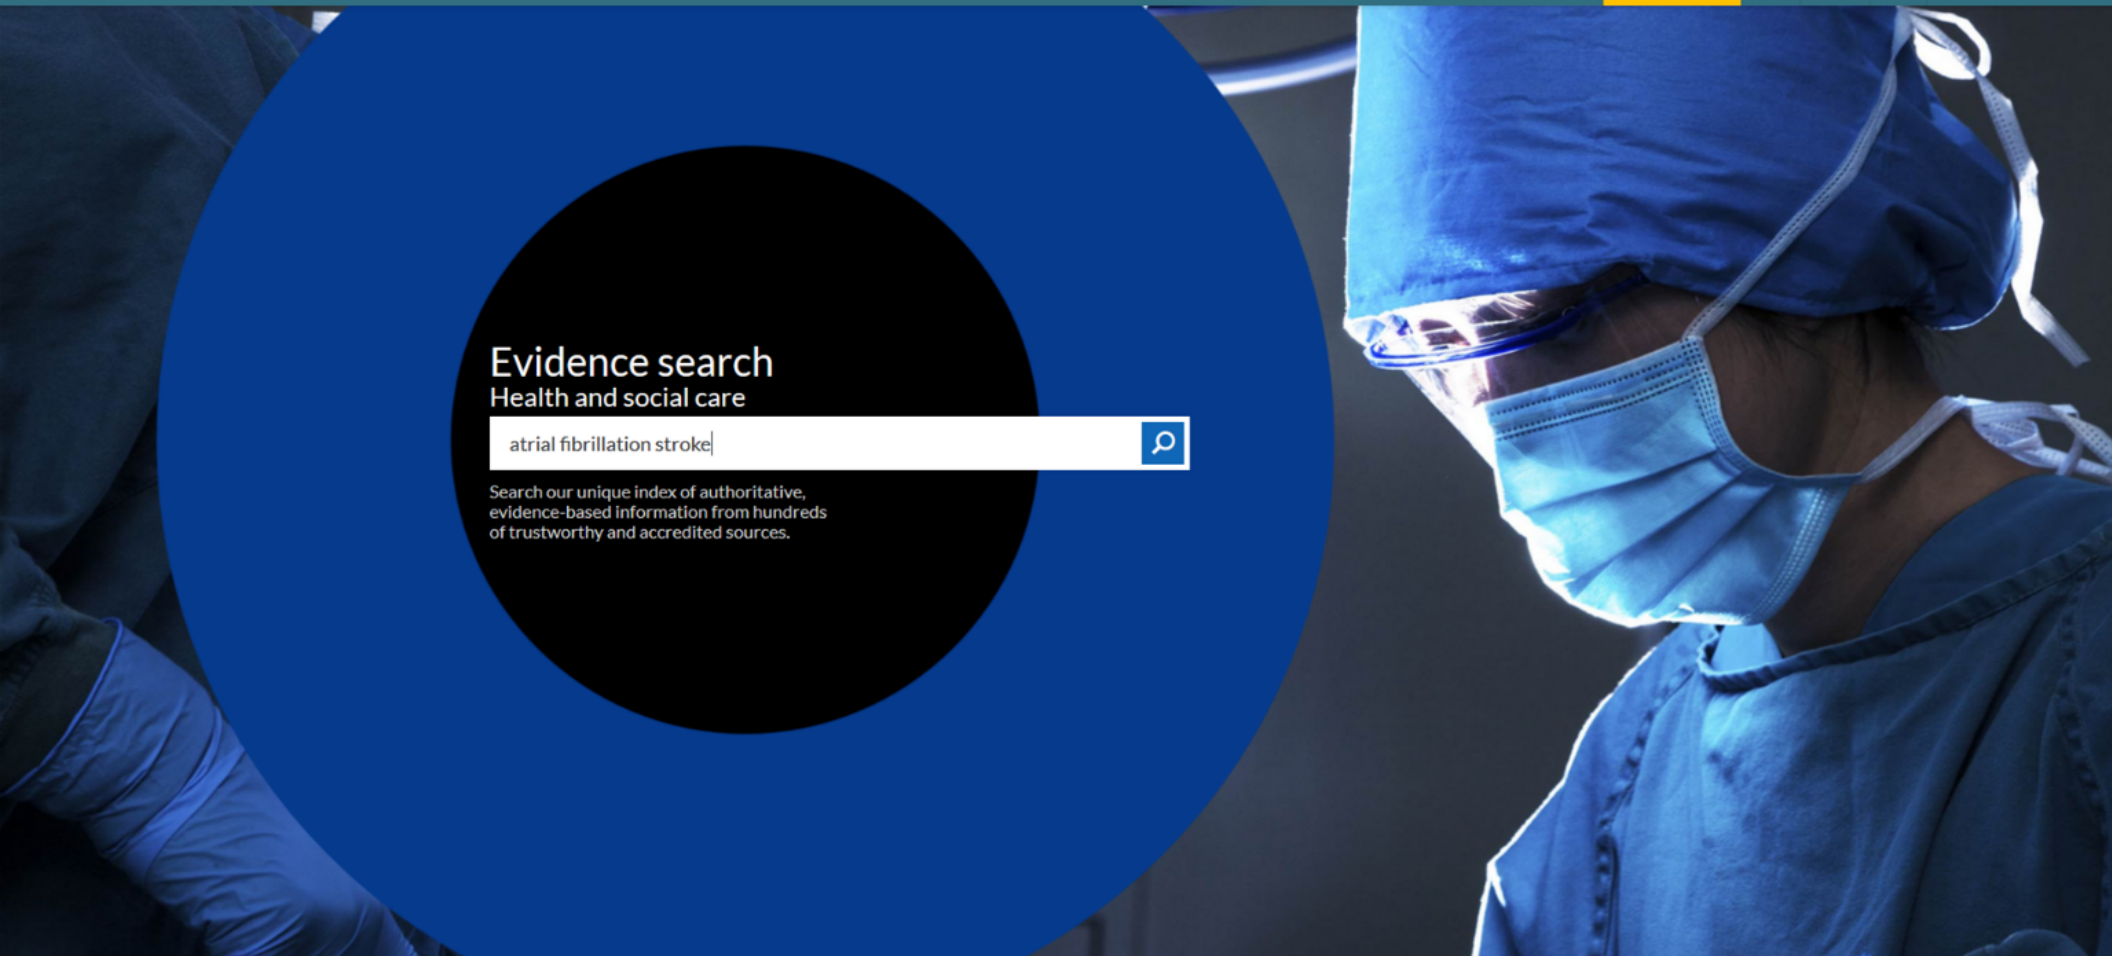 Evidence search
Health and social care
atrial fibrillation stroke
Search our unique index of authoritative,
evidence-based information from hundreds
of trustworthy and accredited sources.